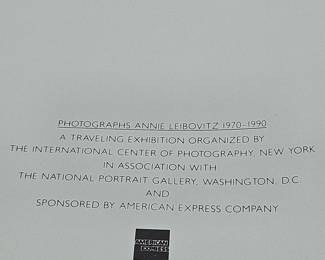 PHOTOGRAPHS ANNIE LEIBOVITZ 1970–1990
A TRAVELING EXHIBITION ORGANIZED BY
THE INTERNATIONAL CENTER OF PHOTOGRAPHY, NEW YORK
IN ASSOCIATION WITH
THE NATIONAL PORTRAIT GALLERY, WASHINGTON, D.C.
AND
SPONSORED BY AMERICAN EXPRESS COMPANY
AMERICAN
EXPRESS